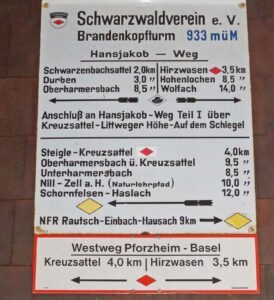 Schwarzwaldverein e. V.
Brandenkopfturm 933 müM
Hansjakob — Weg
Schwarzenbachsattel 2,0km Hirzwasen 3,5km
Durben 3,0 " Hohenlochen 8,5 "
Oberharmersbach 8,5 " Wolfach 14,0 "
Anschluß an Hansjakob-Weg Teil I über
Kreuzsattel - Littweger Höhe - Auf dem Schlegel
Steigle - Kreuzsattel 4,0km
Oberharmersbach ü. Kreuzsattel 9,5 "
Unterharmersbach 8,5 "
Nill - Zell a. H. (Naturlehrpfad) 10,0 "
Schornfelsen - Haslach 12,0 "
NFR Rautsch - Einbach - Hausach 9km
Westweg Pforzheim - Basel
Kreuzsattel 4,0 km Hirzwasen 3,5 km